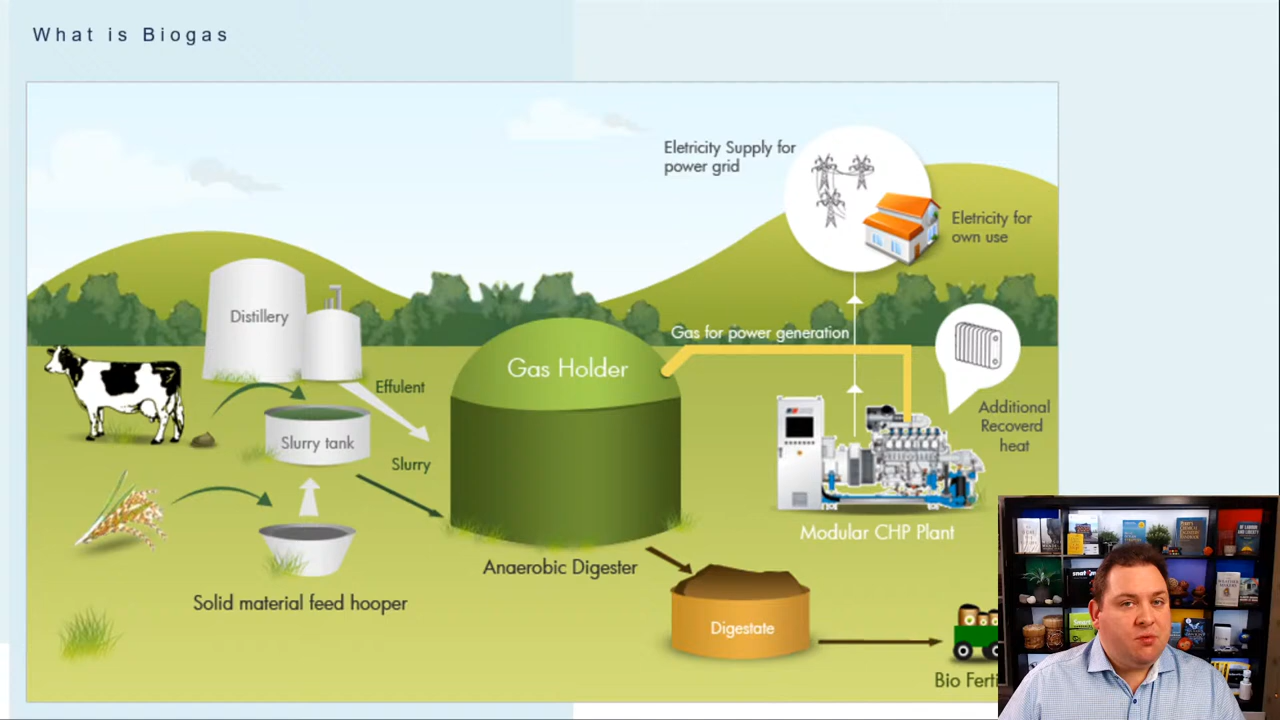 What is Biogas
Eletricity Supply for
power grid
Eletricity for
own use
Distillery
Gas for power generation
Gas Holder
Effulent
Additional
Recoverd
heat
Slurry tank
Slurry
Modular CHP Plant
Anaerobic Digester
Solid material feed hooper
Digestate
Bio Ferti